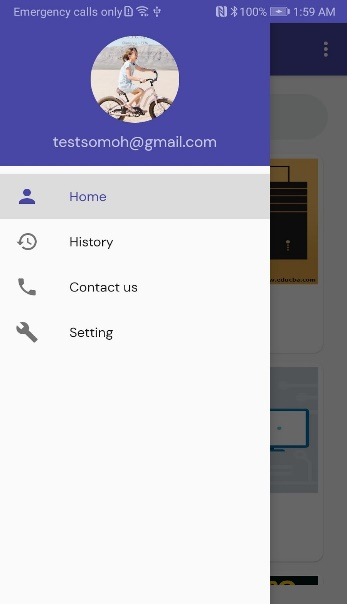 Emergency calls only 100% 1:59 AM
testsomoh@gmail.com
Home
History
Contact us
Setting